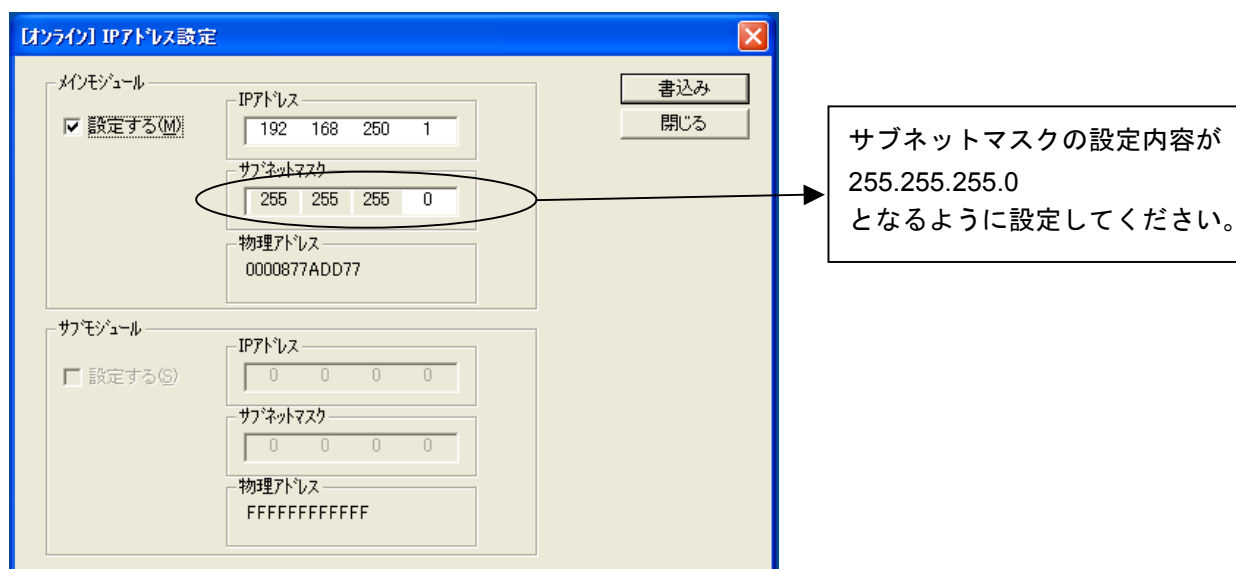 [オンライン] IPアドレス設定
メインモジュール
設定する(M)
IPアドレス
192 168 250 1
サブネットマスク
255 255 255 0
物理アドレス
0000877ADD77
書込み
閉じる
サブモジュール
設定する(S)
IPアドレス
0 0 0 0
サブネットマスク
0 0 0 0
物理アドレス
FFFFFFFFFFFF
サブネットマスクの設定内容が
255.255.255.0
となるように設定してください。